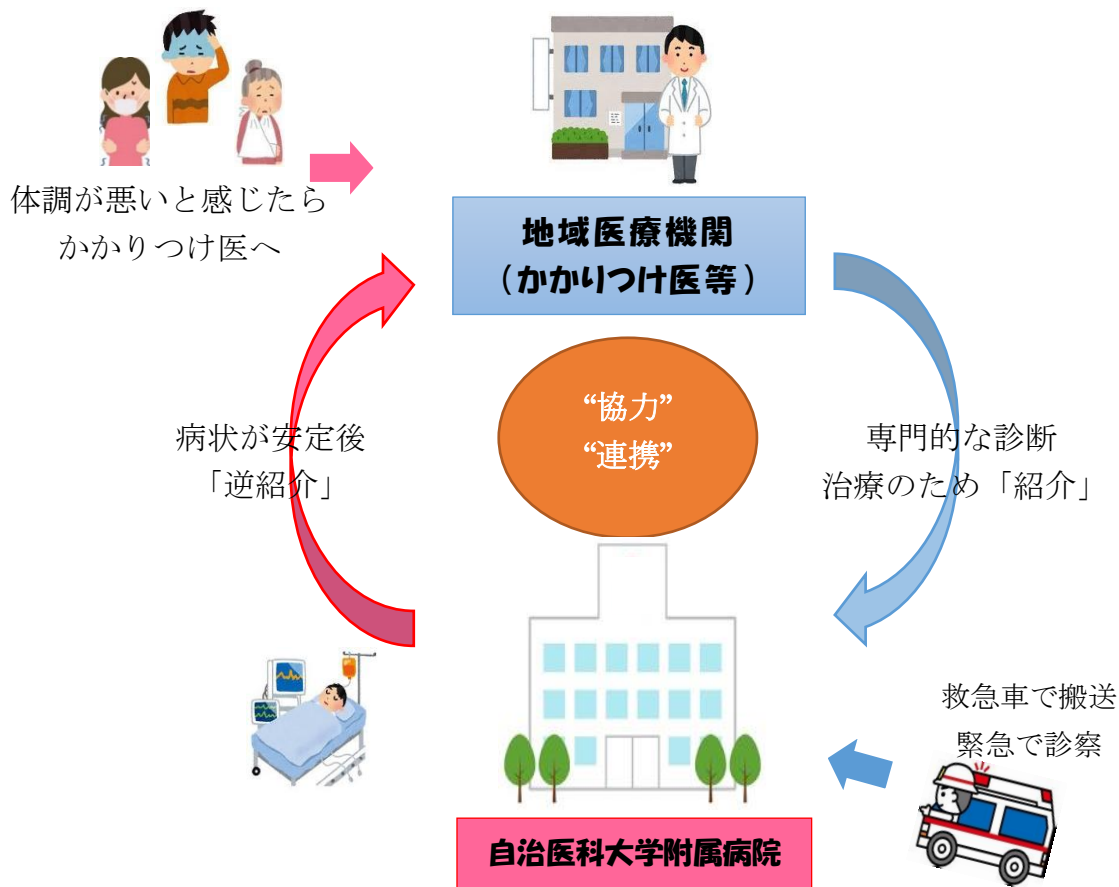 体調が悪いと感じたら
かかりつけ医へ
地域医療機関
（かかりつけ医等）
“協力”
“連携”
病状が安定後
「逆紹介」
専門的な診断
治療のため「紹介」
救急車で搬送
緊急で診察
自治医科大学附属病院